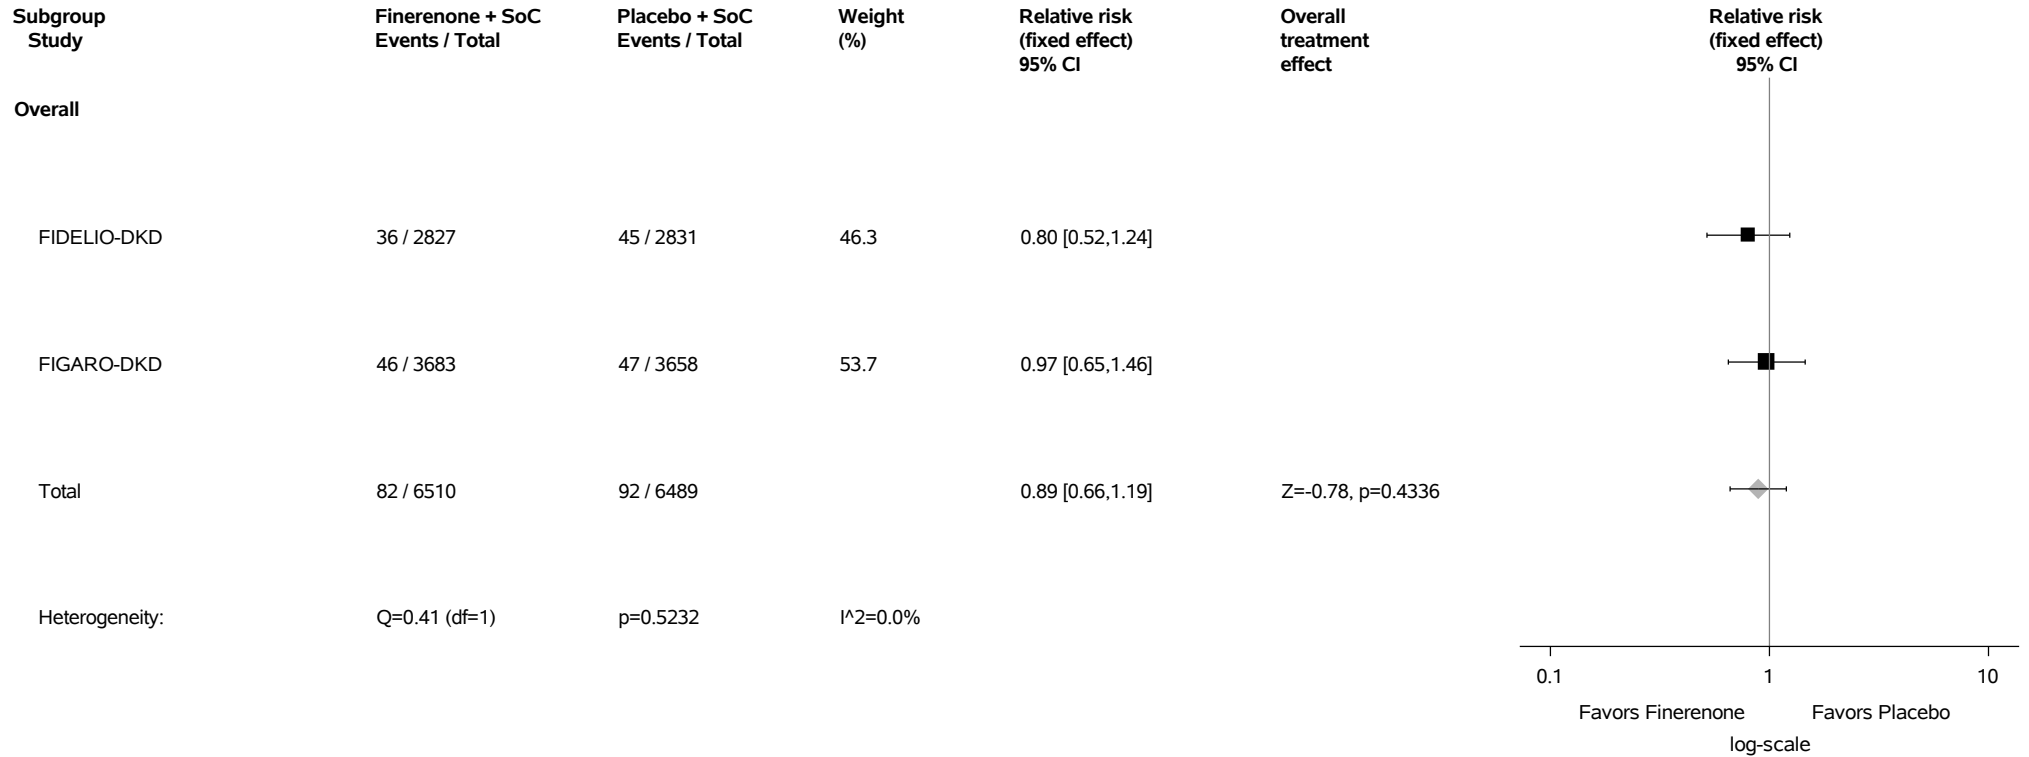 Subgroup Finerenone + SoC Placebo + SoC Weight Relative risk Overall Relative risk
Study Events / Total Events / Total (%) (fixed effect) treatment (fixed effect)
95% CI effect 95% CI
Overall
FIDELIO-DKD 36 / 2827 45 / 2831 46.3 0.80 [0.52,1.24]
FIGARO-DKD 46 / 3683 47 / 3658 53.7 0.97 [0.65,1.46]
Total 82 / 6510 92 / 6489 0.89 [0.66,1.19] Z=-0.78, p=0.4336
Heterogeneity: Q=0.41 (df=1) p=0.5232 I^2=0.0%
0.1 1 10
Favors Finerenone Favors Placebo
log-scale